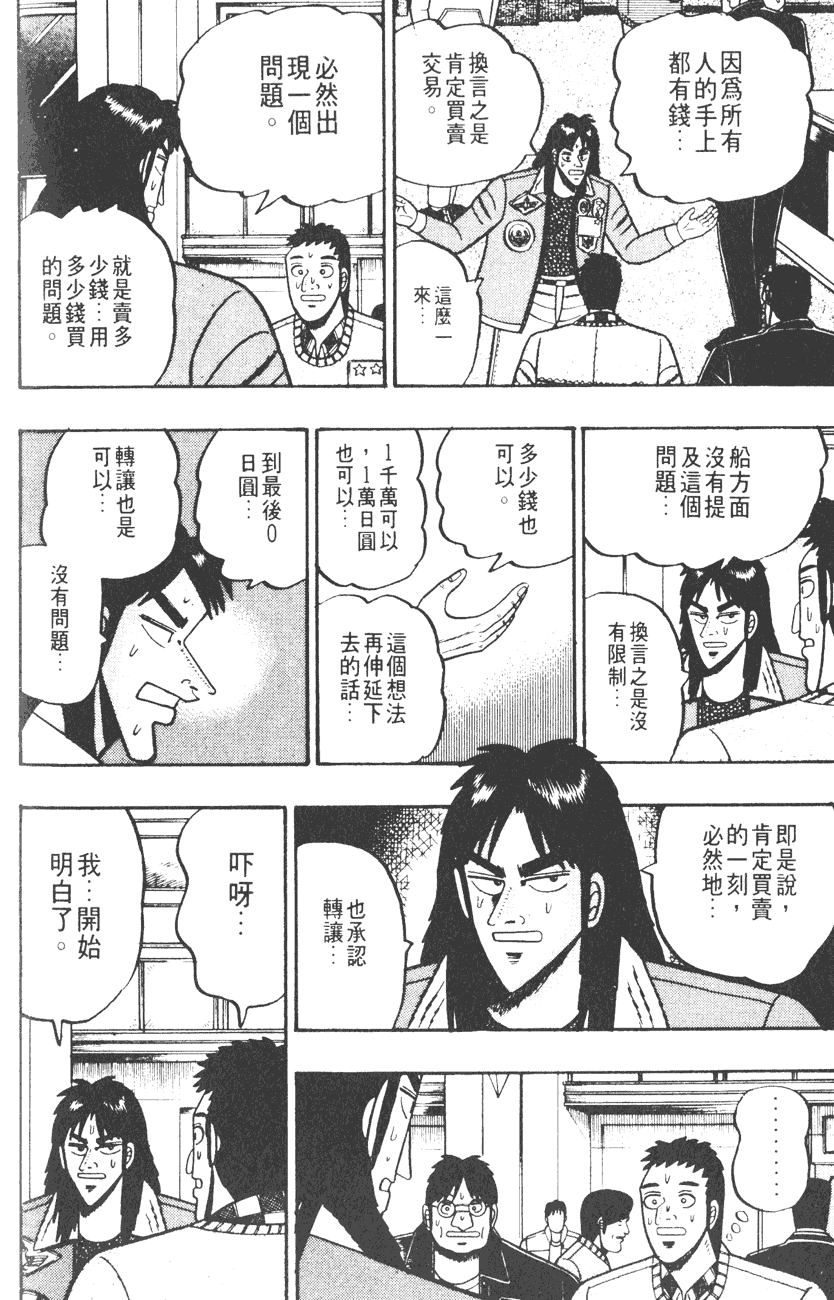 因爲所有
人的手上
都有錢…
換言之是
肯定買賣
交易。
這麼一
來…
必然出
現一個
問題。
就是賣多
少錢…用
多少錢買
的問題。
船方面
沒有提
及這個
問題…
換言之是沒
有限制…
多少錢也
可以。
1千萬可以
，1萬日圓
也可以…
這個想法
再伸延下
去的話…
到最後0
日圓…
轉讓也是
可以…
沒有問題…
即是說，
肯定買賣
的一刻，
必然地…
也承認
轉讓…
………
吓呀…
我…開始
明白了。